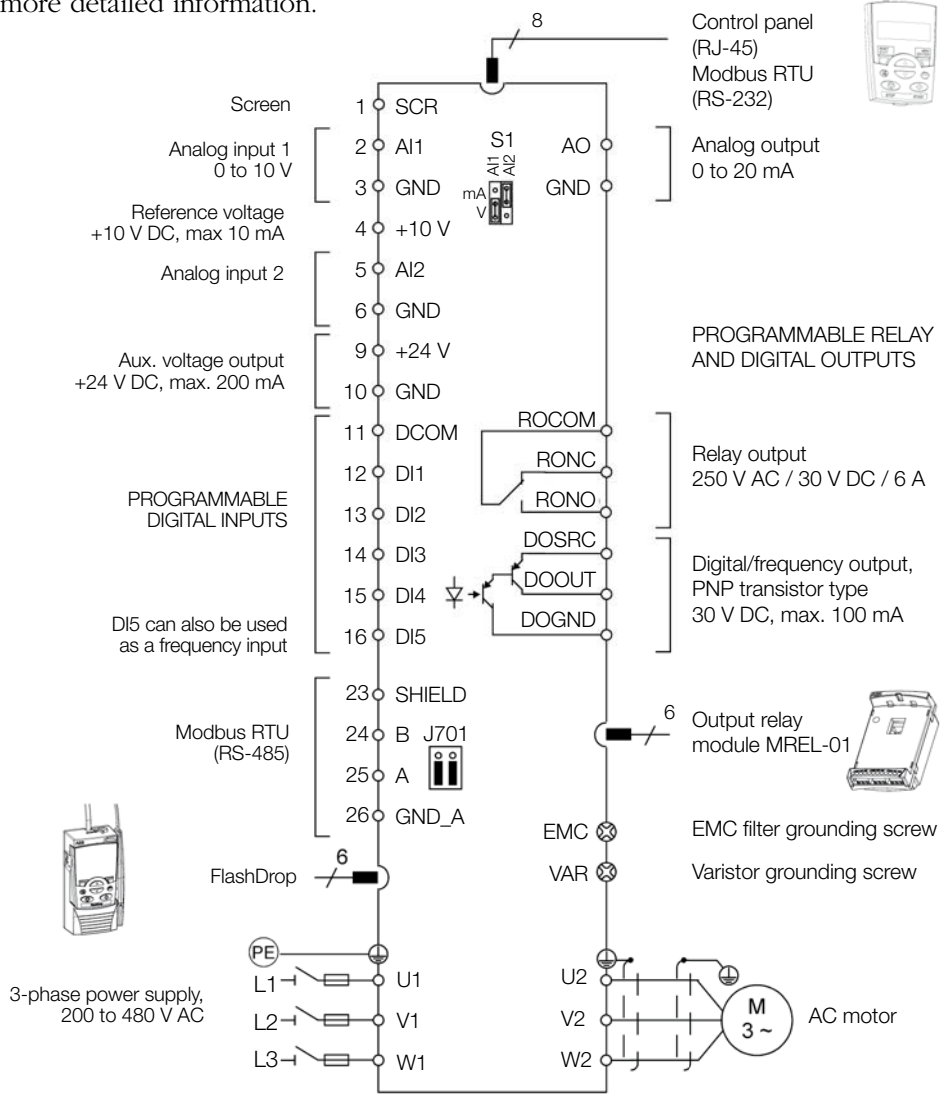 more detailed information.
8
Control panel
(RJ-45)
Modbus RTU
(RS-232)
Screen
1 SCR
Analog input 1
0 to 10 V
2 AI1
3 GND
S1
AI1
AI2
mA
V
AO
GND
Analog output
0 to 20 mA
Reference voltage
+10 V DC, max 10 mA
4 +10 V
Analog input 2
5 AI2
6 GND
Aux. voltage output
+24 V DC, max. 200 mA
9 +24 V
10 GND
PROGRAMMABLE RELAY
AND DIGITAL OUTPUTS
PROGRAMMABLE
DIGITAL INPUTS
11 DCOM
12 DI1
13 DI2
14 DI3
15 DI4
16 DI5
DI5 can also be used
as a frequency input
ROCOM
RONC
RONO
Relay output
250 V AC / 30 V DC / 6 A
DOSRC
DOOUT
DOGND
Digital/frequency output,
PNP transistor type
30 V DC, max. 100 mA
Modbus RTU
(RS-485)
23 SHIELD
24 B J701
25 A
26 GND_A
6
Output relay
module MREL-01
EMC
EMC filter grounding screw
VAR
Varistor grounding screw
FlashDrop
6
PE
3-phase power supply,
200 to 480 V AC
L1 U1
L2 V1
L3 W1
U2
V2
W2
M
3 ~
AC motor